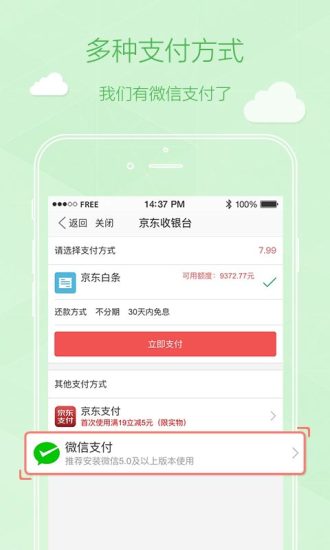 多种支付方式
我们有微信支付了
FREE 14:37 PM 100%
返回 关闭 京东收银台
请选择支付方式 7.99
京东白条 可用额度：9372.77元
还款方式 不分期 30天内免息
立即支付
其他支付方式
京东支付 京东支付
首次使用满19立减5元（限实物）
微信支付
推荐安装微信5.0及以上版本使用